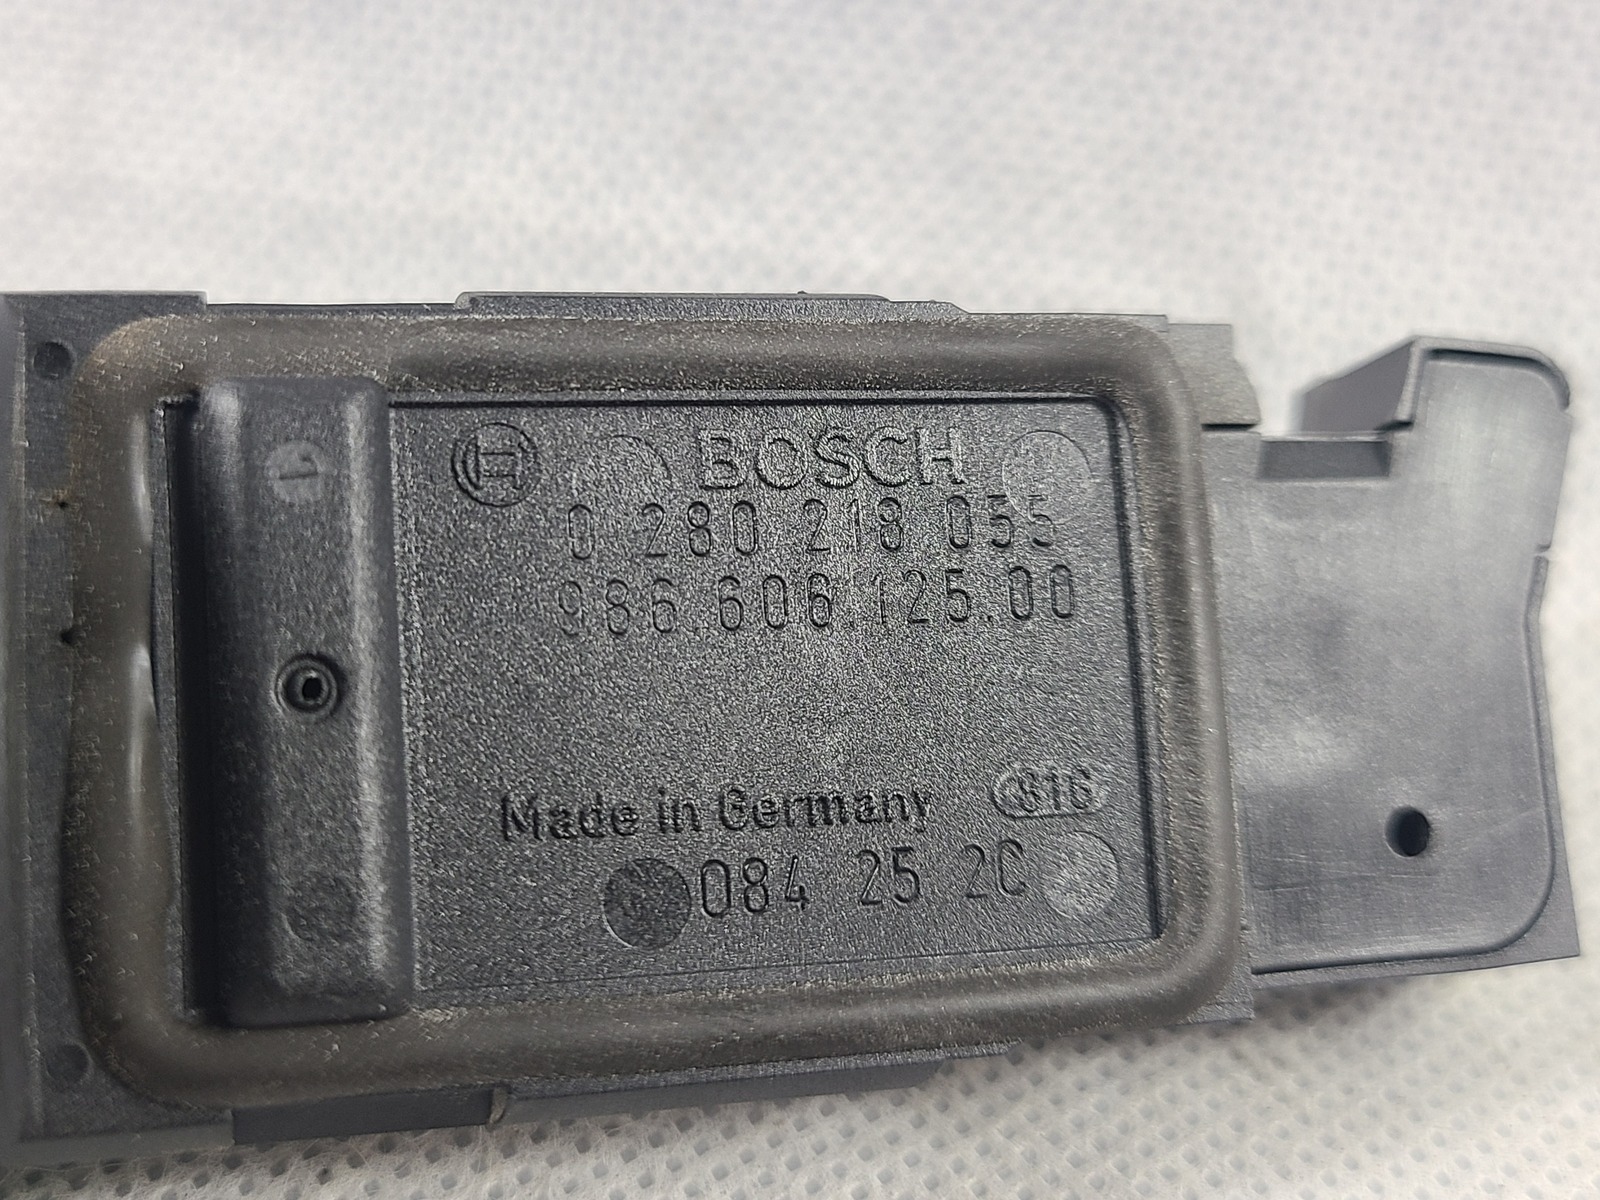 BOSCH
0 280 218 055
986.606.125.00
Made in Germany 816
084 25 2C